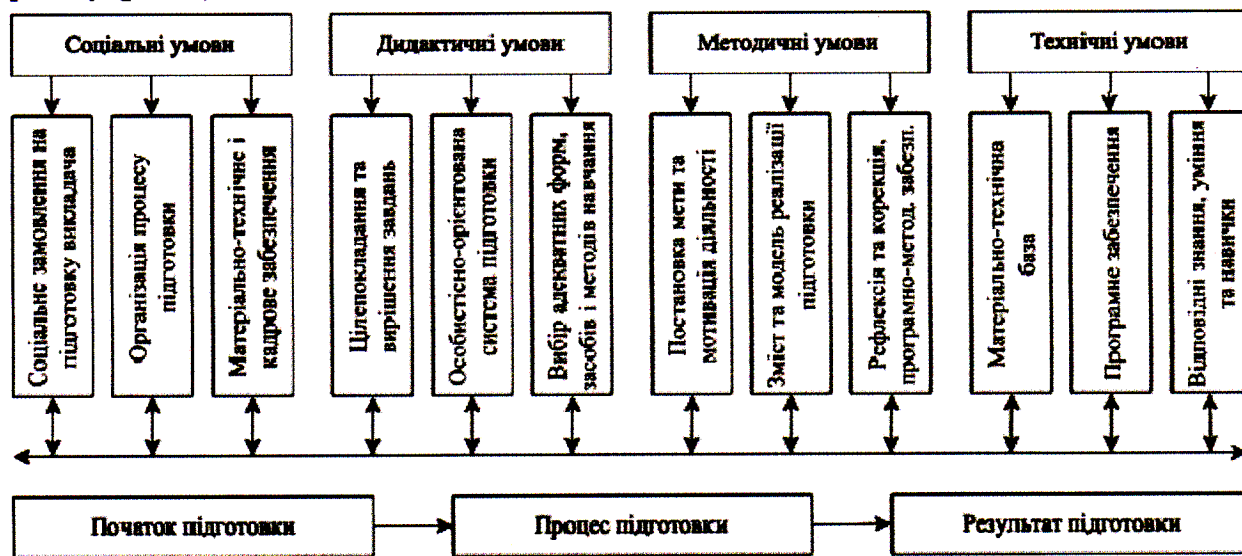 Соціальні умови
Дидактичні умови
Методичні умови
Технічні умови
Соціальне замовлення на
підготовку викладача
Організація процесу
підготовки
Матеріально-технічне і
кадрове забезпечення
Цілепокладання та
вирішення завдань
Особистісно-орієнтована
система підготовки
Вибір адекватних форм,
засобів і методів навчання
Постановка мети та
мотивація діяльності
Зміст та модель реалізації
підготовки
Рефлексія та корекція,
програмно-метод. забезп.
Матеріально-технічна
база
Програмне забезпечення
Відповідні знання, уміння
та навички
Початок підготовки
Процес підготовки
Результат підготовки